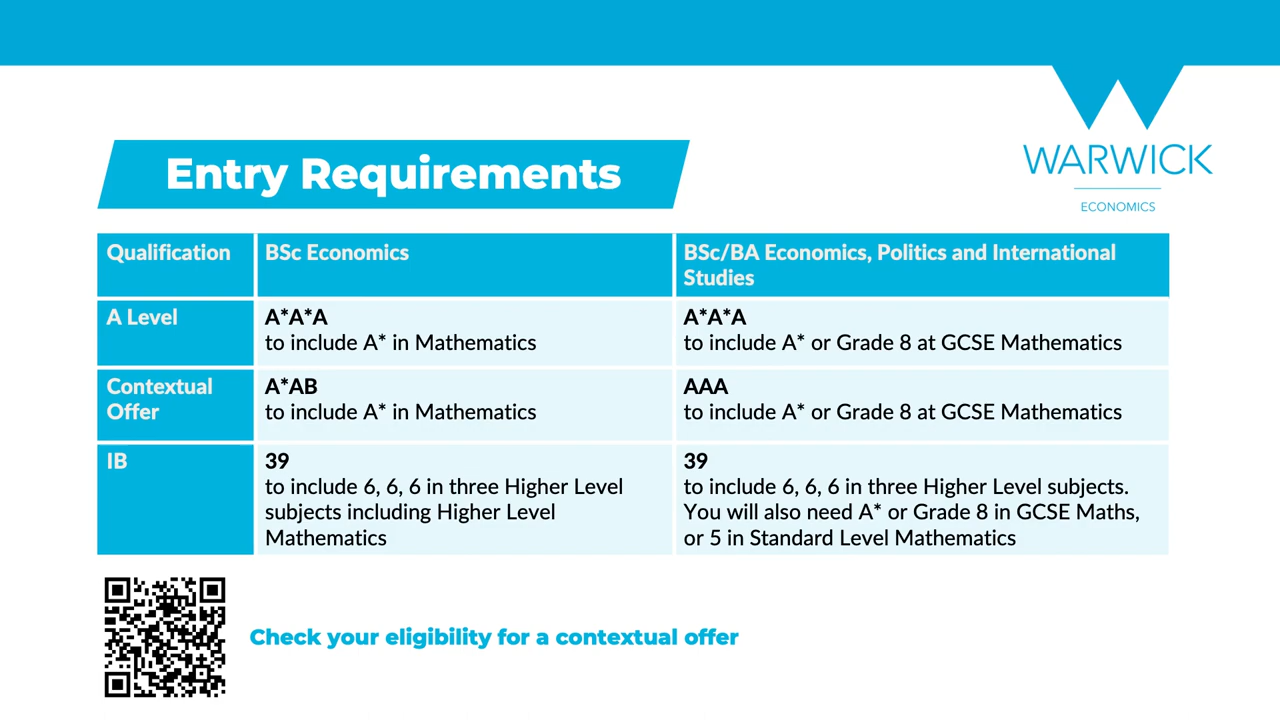 WARWICK
ECONOMICS
Entry Requirements
Qualification
BSc Economics
BSc/BA Economics, Politics and International
Studies
A Level
A*A*A
to include A* in Mathematics
A*A*A
to include A* or Grade 8 at GCSE Mathematics
Contextual
Offer
A*AB
to include A* in Mathematics
AAA
to include A* or Grade 8 at GCSE Mathematics
IB
39
to include 6, 6, 6 in three Higher Level
subjects including Higher Level
Mathematics
39
to include 6, 6, 6 in three Higher Level subjects.
You will also need A* or Grade 8 in GCSE Maths,
or 5 in Standard Level Mathematics
Check your eligibility for a contextual offer